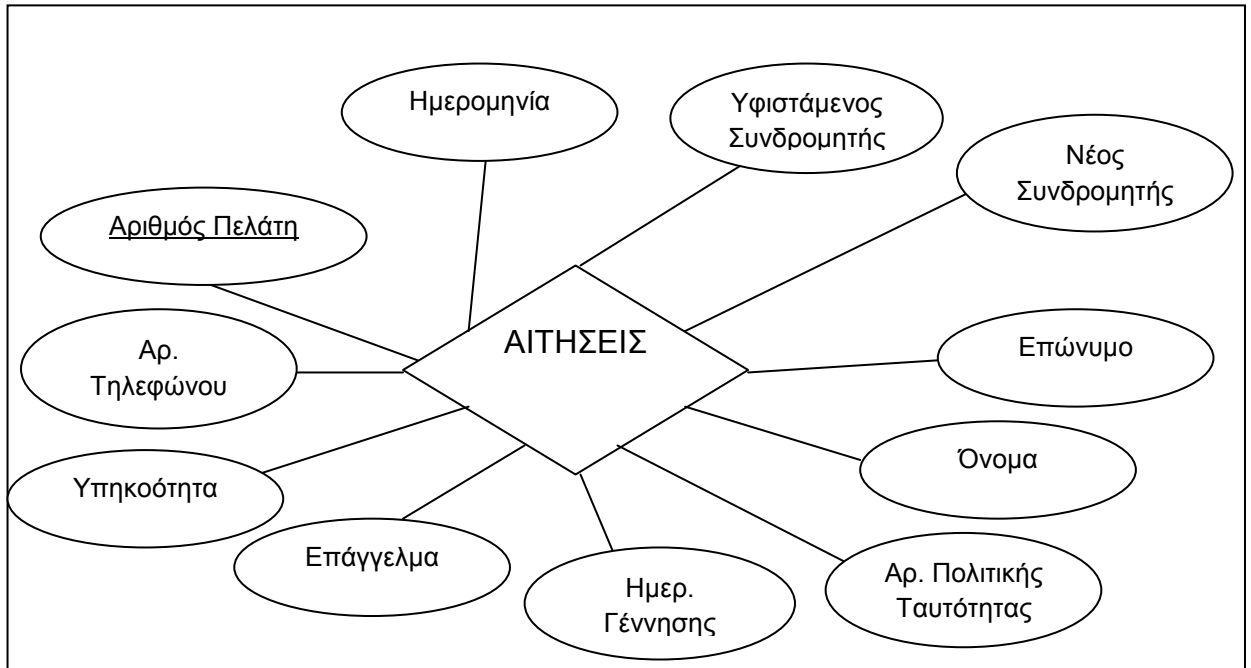 Ημερομηνία
Υφιστάμενος
Συνδρομητής
Νέος
Συνδρομητής
Αριθμός Πελάτη
ΑΙΤΗΣΕΙΣ
Αρ.
Τηλεφώνου
Επώνυμο
Όνομα
Υπηκοότητα
Επάγγελμα
Ημερ.
Γέννησης
Αρ. Πολιτικής
Ταυτότητας